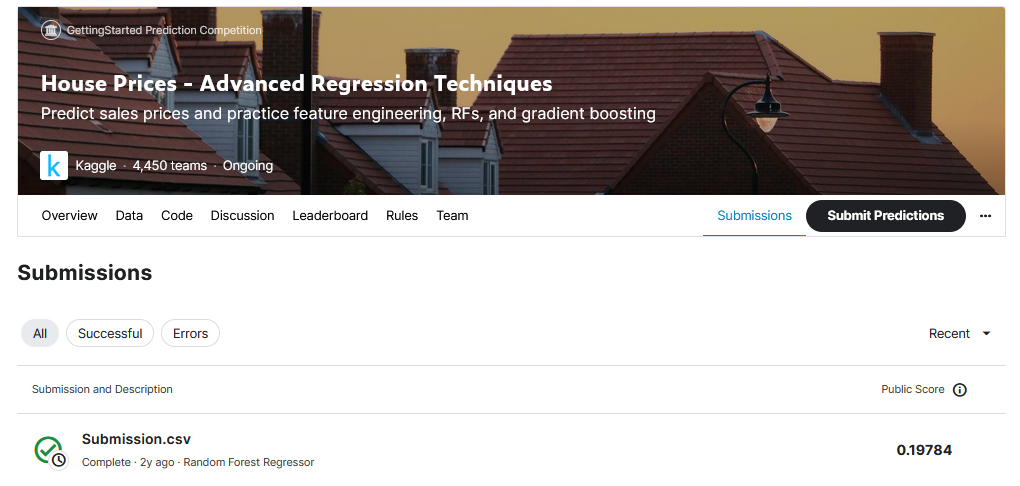 GettingStarted Prediction Competition
House Prices - Advanced Regression Techniques
Predict sales prices and practice feature engineering, RFs, and gradient boosting
k Kaggle · 4,450 teams · Ongoing
Overview Data Code Discussion Leaderboard Rules Team Submissions Submit Predictions ...
Submissions
All Successful Errors Recent
Submission and Description Public Score
Submission.csv
0.19784
Complete · 2y ago · Random Forest Regressor